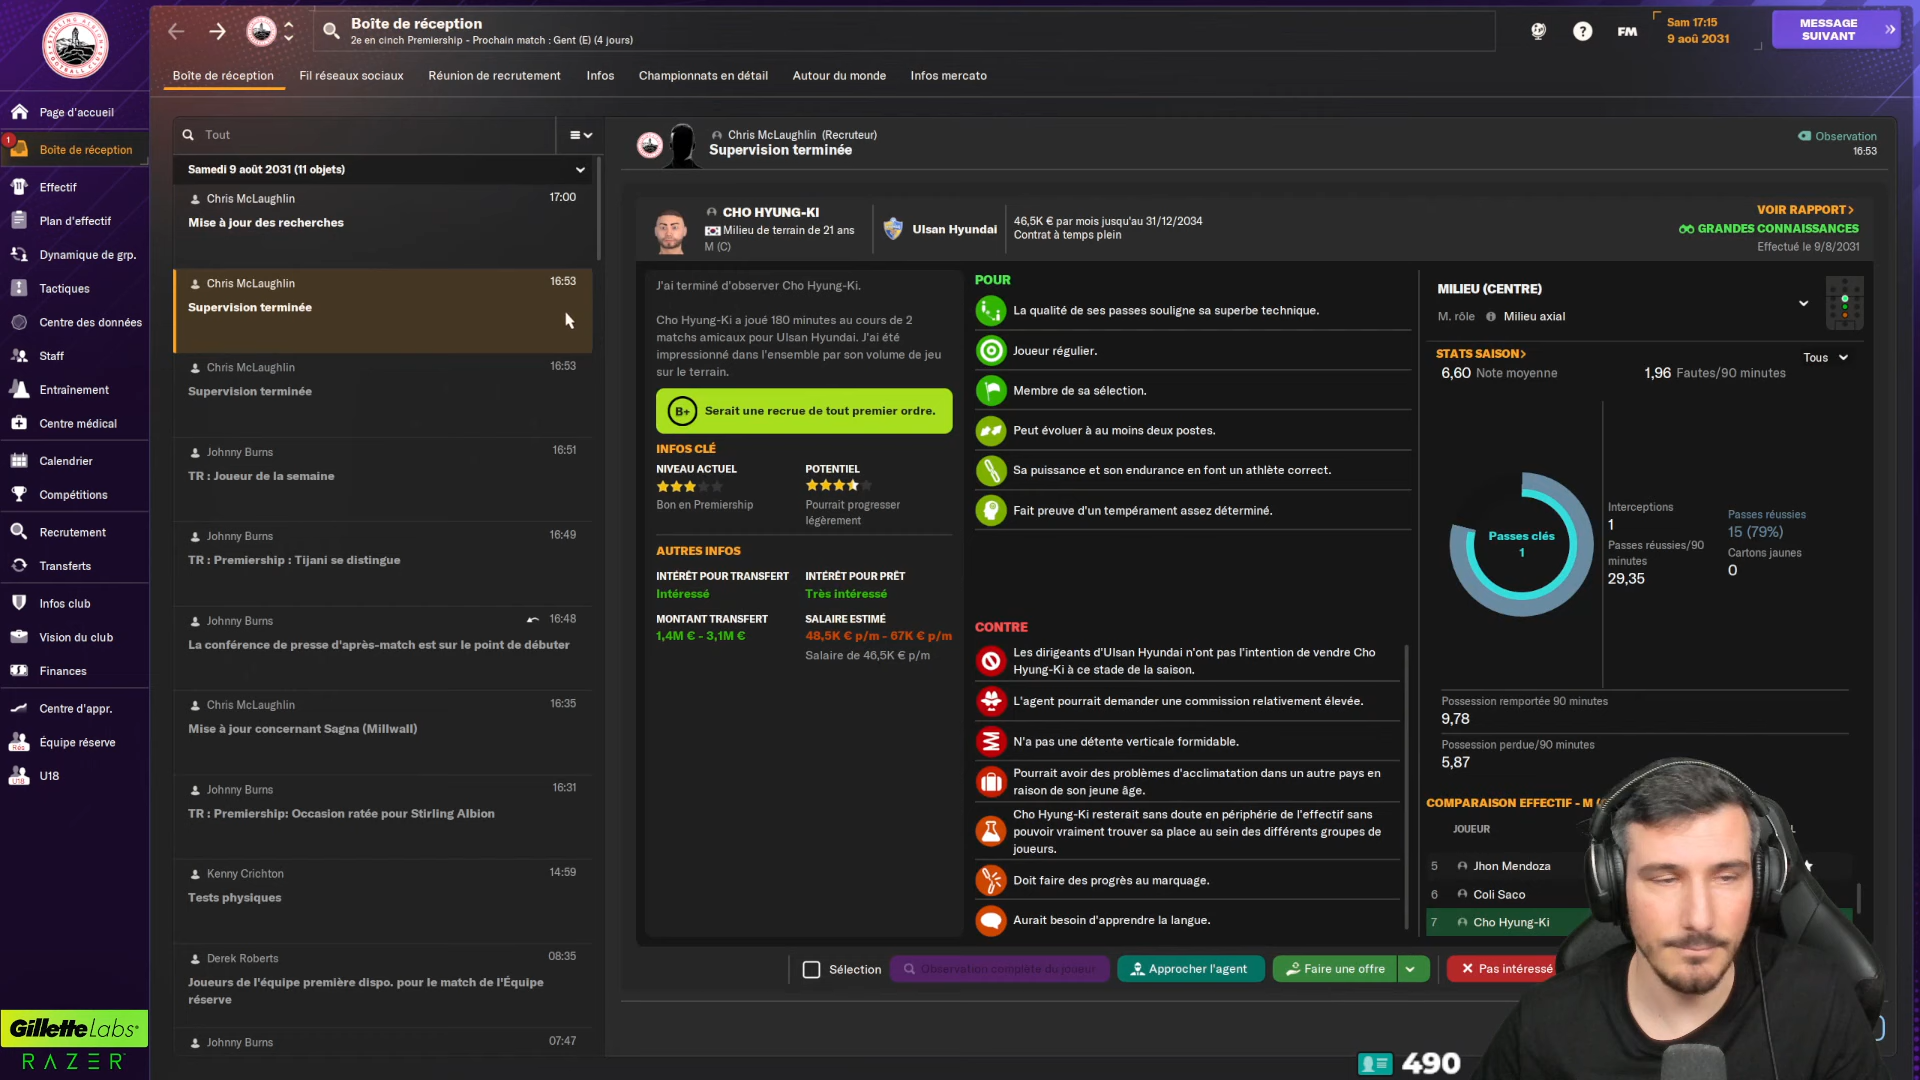 Boîte de réception
2e en cinch Premiership - Prochain match : Gent (E) (4 jours)
FM
Sam 17:15
9 aoû 2031
MESSAGE
SUIVANT
Boîte de réception
Fil réseaux sociaux
Réunion de recrutement
Infos
Championnats en détail
Autour du monde
Infos mercato
Page d'accueil
1
Boîte de réception
Effectif
Plan d'effectif
Dynamique de grp.
Tactiques
Centre des données
Staff
Entraînement
Centre médical
Calendrier
Compétitions
Recrutement
Transferts
Infos club
Vision du club
Finances
Centre d'appr.
Équipe réserve
U18
Gillette Labs
RAZER
Tout
Samedi 9 août 2031 (11 objets)
Chris McLaughlin 17:00
Mise à jour des recherches
Chris McLaughlin 16:53
Supervision terminée
Chris McLaughlin 16:53
Supervision terminée
Johnny Burns 16:51
TR : Joueur de la semaine
Johnny Burns 16:49
TR : Premiership : Tijani se distingue
Johnny Burns 16:48
La conférence de presse d'après-match est sur le point de débuter
Chris McLaughlin 16:35
Mise à jour concernant Sagna (Millwall)
Johnny Burns 16:31
TR : Premiership: Occasion ratée pour Stirling Albion
Kenny Crichton 14:59
Tests physiques
Derek Roberts 08:35
Joueurs de l'équipe première dispo. pour le match de l'Équipe
réserve
Johnny Burns 07:47
Chris McLaughlin (Recruteur)
Supervision terminée
Observation
16:53
CHO HYUNG-KI
Milieu de terrain de 21 ans
M (C)
Ulsan Hyundai
46,5K € par mois jusqu'au 31/12/2034
Contrat à temps plein
VOIR RAPPORT>
GRANDES CONNAISSANCES
Effectué le 9/8/2031
J'ai terminé d'observer Cho Hyung-Ki.
Cho Hyung-Ki a joué 180 minutes au cours de 2
matchs amicaux pour Ulsan Hyundai. J'ai été
impressionné dans l'ensemble par son volume de jeu
sur le terrain.
B+ Serait une recrue de tout premier ordre.
INFOS CLÉ
NIVEAU ACTUEL
Bon en Premiership
POTENTIEL
Pourrait progresser
légèrement
AUTRES INFOS
INTÉRÊT POUR TRANSFERT
Intéressé
INTÉRÊT POUR PRÊT
Très intéressé
MONTANT TRANSFERT
1,4M € - 3,1M €
SALAIRE ESTIMÉ
48,5K € p/m - 67K € p/m
Salaire de 46,5K € p/m
POUR
La qualité de ses passes souligne sa superbe technique.
Joueur régulier.
Membre de sa sélection.
Peut évoluer à au moins deux postes.
Sa puissance et son endurance en font un athlète correct.
Fait preuve d'un tempérament assez déterminé.
CONTRE
Les dirigeants d'Ulsan Hyundai n'ont pas l'intention de vendre Cho
Hyung-Ki à ce stade de la saison.
L'agent pourrait demander une commission relativement élevée.
N'a pas une détente verticale formidable.
Pourrait avoir des problèmes d'acclimatation dans un autre pays en
raison de son jeune âge.
Cho Hyung-Ki resterait sans doute en périphérie de l'effectif sans
pouvoir vraiment trouver sa place au sein des différents groupes de
joueurs.
Doit faire des progrès au marquage.
Aurait besoin d'apprendre la langue.
MILIEU (CENTRE)
M. rôle Milieu axial
STATS SAISON>
Tous
6,60 Note moyenne
1,96 Fautes/90 minutes
Passes clés
1
Interceptions
1
Passes réussies/90
minutes
29,35
Passes réussies
15 (79%)
Cartons jaunes
0
Possession remportée 90 minutes
9,78
Possession perdue/90 minutes
5,87
COMPARAISON EFFECTIF - M (
JOUEUR
5 Jhon Mendoza
6 Coli Saco
7 Cho Hyung-Ki
Sélection
Observation complète du joueur
Approcher l'agent
Faire une offre
Pas intéressé
490